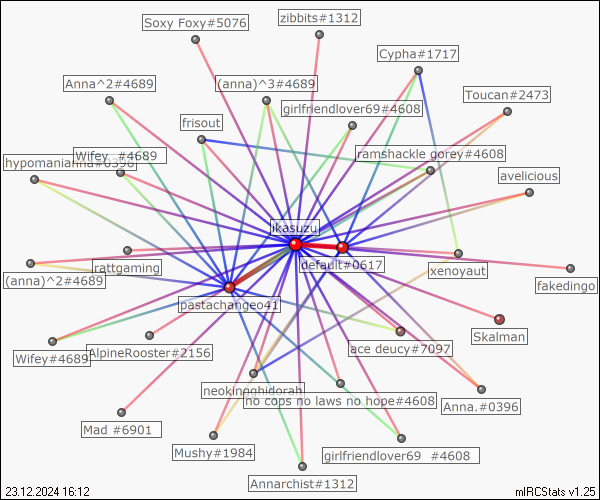 Soxy Foxy#5076
zibbits#1312
Cypha#1717
Anna^2#4689
(anna)^3#4689
Toucan#2473
girlfriendlover69#4608
frisout
Wifey #4689
ramshackle gorey#4608
hypomanianna#0396
avelicious
ikasuzu
default#0617
rattgaming
xenoyaut
(anna)^2#4689
fakedingo
pastachangeo41
Skalman
Wifey#4689
AlpineRooster#2156
ace deucy#7097
neokingghidorah
no cops no laws no hope#4608
Anna.#0396
Mad #6901
Mushy#1984
girlfriendlover69 #4608
Annarchist#1312
23.12.2024 16:12
mIRCStats v1.25